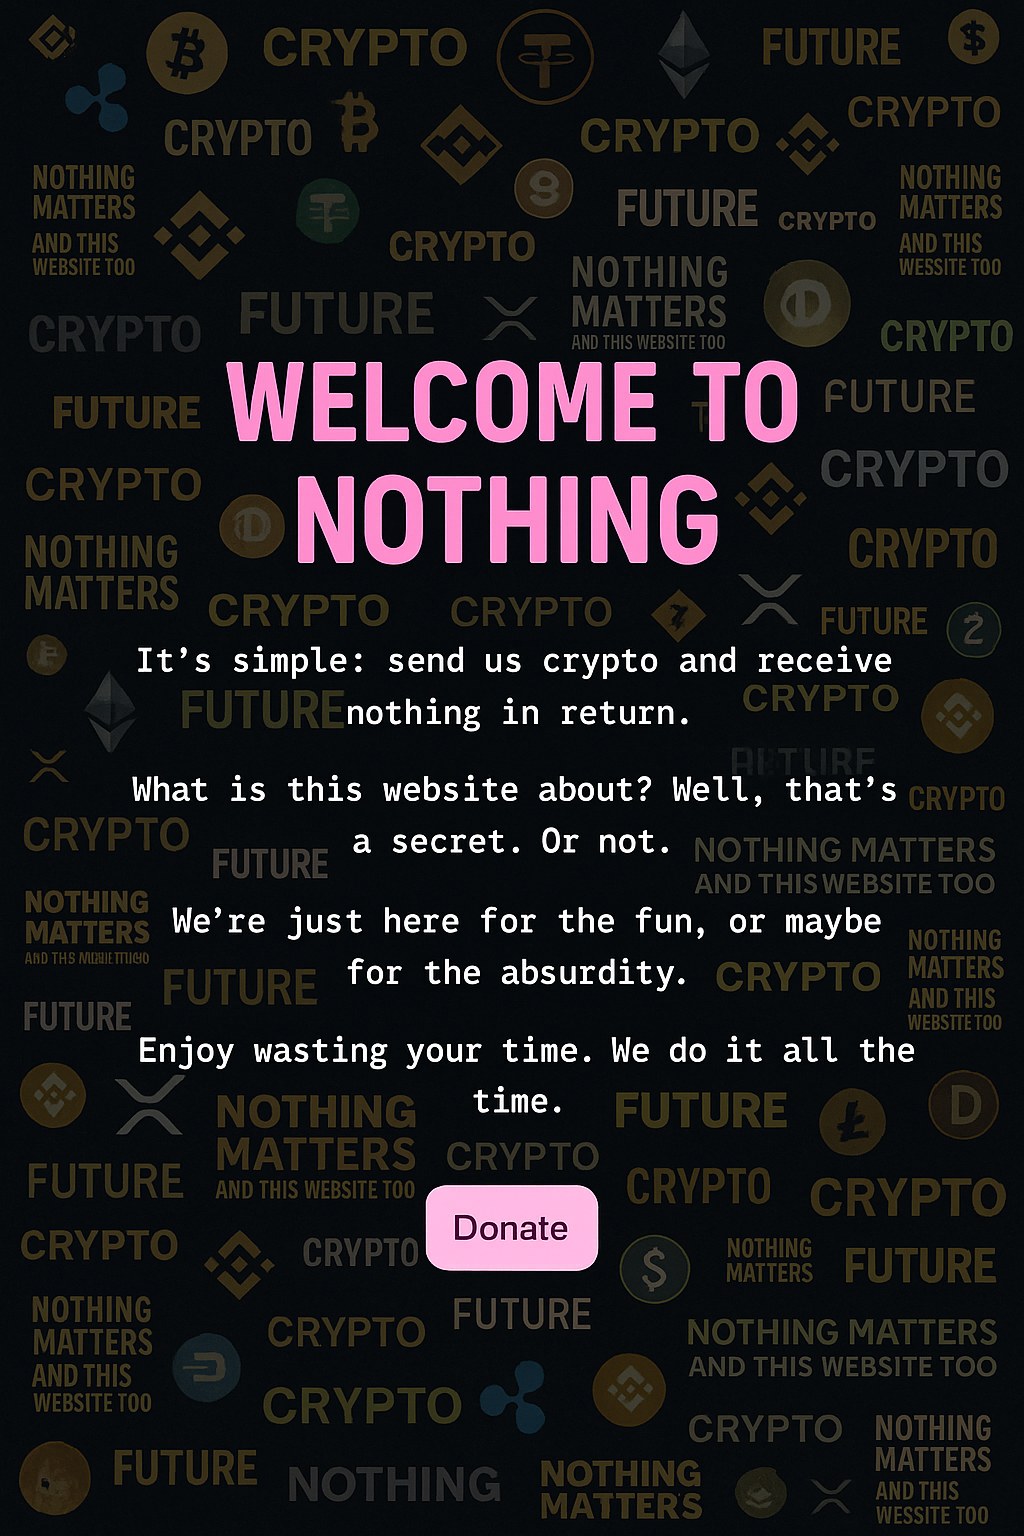 CRYPTO
FUTURE
CRYPTO
CRYPTO
CRYPTO
NOTHING
MATTERS
AND THIS
WEBSITE TOO
CRYPTO
FUTURE
CRYPTO
NOTHING
MATTERS
AND THIS
WESSITE TOO
FUTURE
NOTHING
MATTERS
AND THIS WEBSITE TOO
CRYPTO
CRYPTO
WELCOME TO
NOTHING
FUTURE
FUTURE
CRYPTO
CRYPTO
NOTHING
MATTERS
CRYPTO
CRYPTO
CRYPTO
FUTURE
It’s simple: send us crypto and receive
nothing in return.
FUTURE
CRYPTO
What is this website about? Well, that’s
a secret. Or not.
CRYPTO
CRYPTO
FUTURE
NOTHING MATTERS
AND THIS WEBSITE TOO
NOTHING
MATTERS
We’re just here for the fun, or maybe
for the absurdity.
FUTURE
CRYPTO
NOTHING
MATTERS
AND THIS
WEBSTE TOO
FUTURE
Enjoy wasting your time. We do it all the
time.
NOTHING
MATTERS
AND THIS WEBSITE TOO
FUTURE
D
FUTURE
CRYPTO
CRYPTO
CRYPTO
Donate
CRYPTO
CRYPTO
$
NOTHING
MATTERS
FUTURE
NOTHING
MATTERS
AND THIS
WEBSITE TOO
CRYPTO
FUTURE
NOTHING MATTERS
AND THIS WEBSITE TOO
CRYPTO
CRYPTO
NOTHING
MATTERS
AND THIS
WESSITE TOO
FUTURE
NOTHING
NOTHING
MATTERS